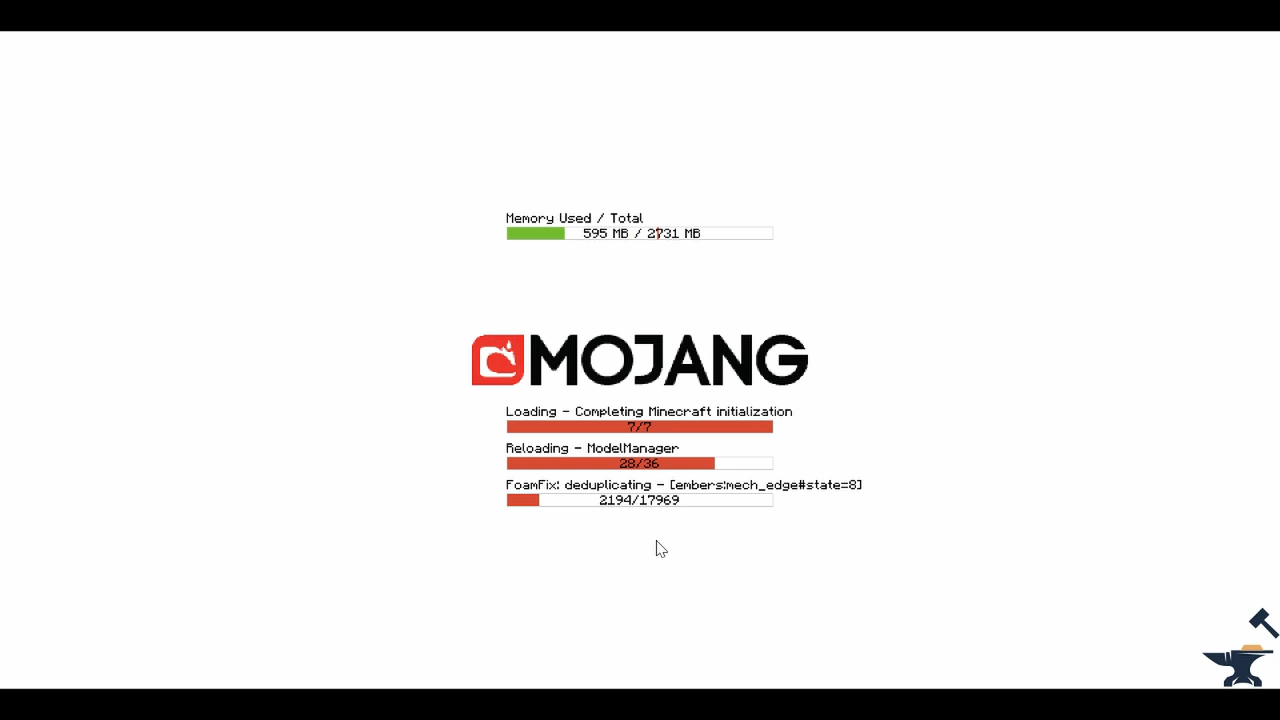 Memory Used / Total
595 MB / 2731 MB
MOJANG
Loading - Completing Minecraft initialization
7/7
Reloading - ModelManager
28/36
FoamFix: deduplicating - [embers:mech_edge#state=8]
2194/17969